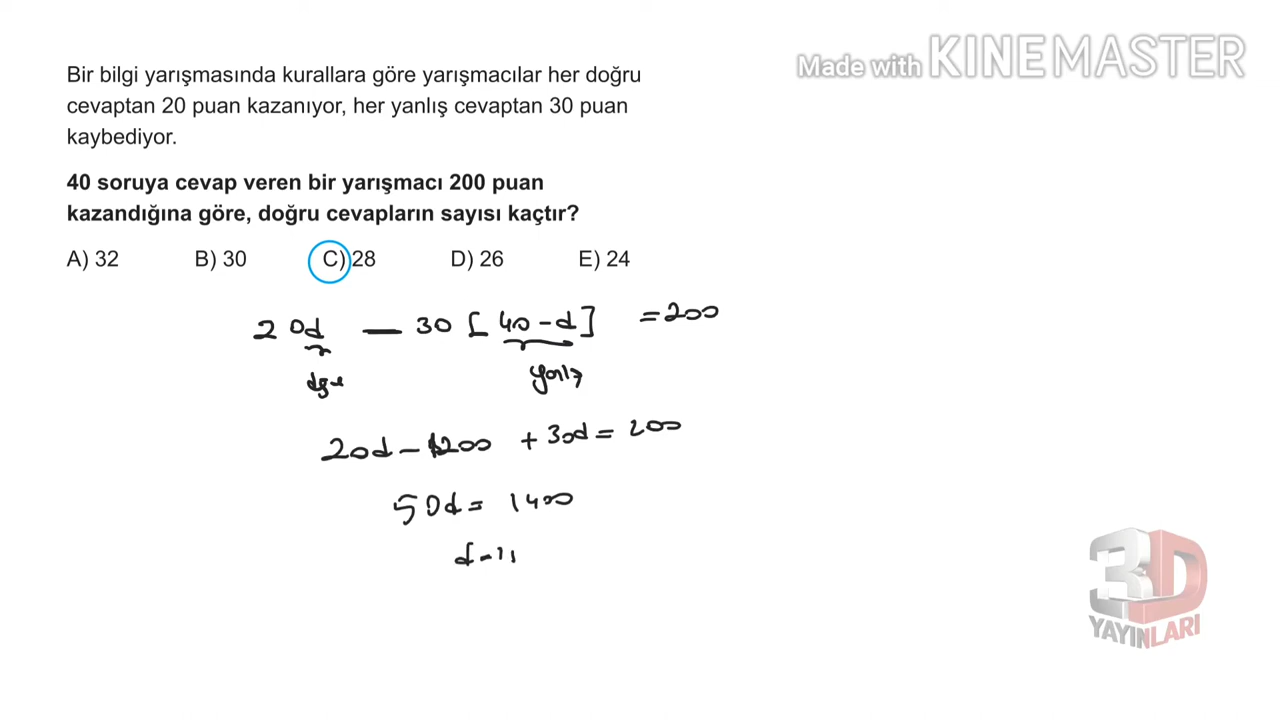 Made with KINEMASTER
Bir bilgi yarışmasında kurallara göre yarışmacılar her doğru
cevaptan 20 puan kazanıyor, her yanlış cevaptan 30 puan
kaybediyor.
40 soruya cevap veren bir yarışmacı 200 puan
kazandığına göre, doğru cevapların sayısı kaçtır?
A) 32 B) 30 C) 28 D) 26 E) 24
20d - 30 [40-d] = 200
20d - 1200 + 30d = 200
50d = 1400
d =
3D
YAYINLARI